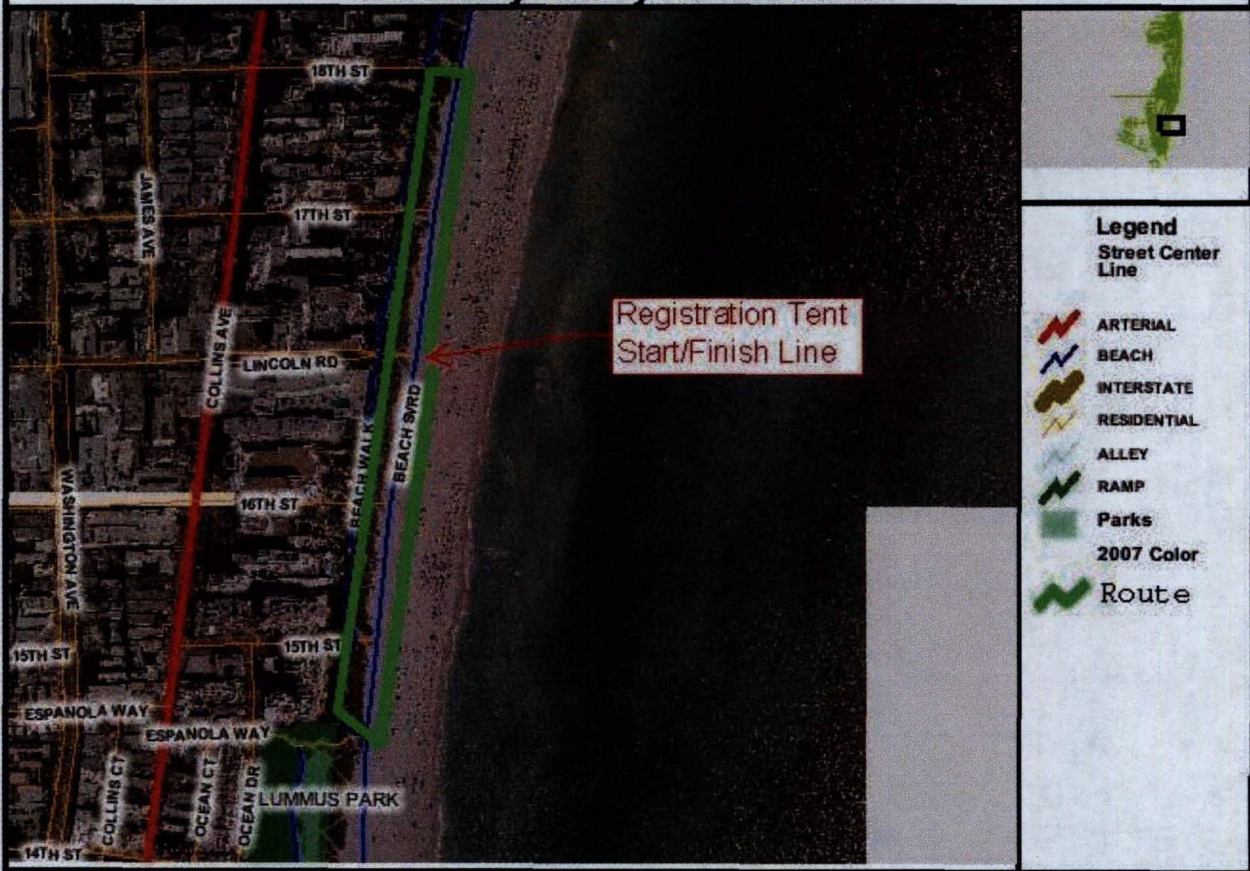 18TH ST
JAMES AVE
17TH ST
COLLINS AVE
LINCOLN RD
Registration Tent
Start/Finish Line
BEACH WALK
BEACH SVRD
16TH ST
WASHINGTON AVE
15TH ST
15TH ST
ESPANOLA WAY
ESPANOLA WAY
COLLINS CT
OCEAN CT
OCEAN DR
LUMMUS PARK
14TH ST
Legend
Street Center
Line
ARTERIAL
BEACH
INTERSTATE
RESIDENTIAL
ALLEY
RAMP
Parks
2007 Color
Route